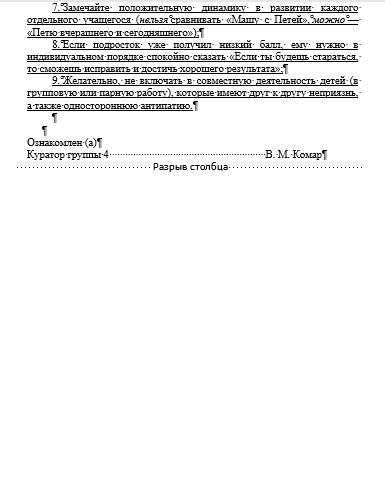 7. Замечайте положительную динамику в развитии каждого
отдельного учащегося (нельзя сравнивать «Машу с Петей», можно —
«Петю вчерашнего и сегодняшнего»);¶
8. Если подросток уже получил низкий балл, ему нужно в
индивидуальном порядке спокойно сказать «Если ты будешь стараться,
то сможешь исправить и достичь хорошего результата»;¶
9. Желательно, не включать в совместную деятельность детей (в
групповую или парную работу), которые имеют друг к другу неприязнь,
а также одностороннюю антипатию.¶
¶
¶
Ознакомлен (а)¶
Куратор группы 4 В. М. Комар¶
Разрыв столбца